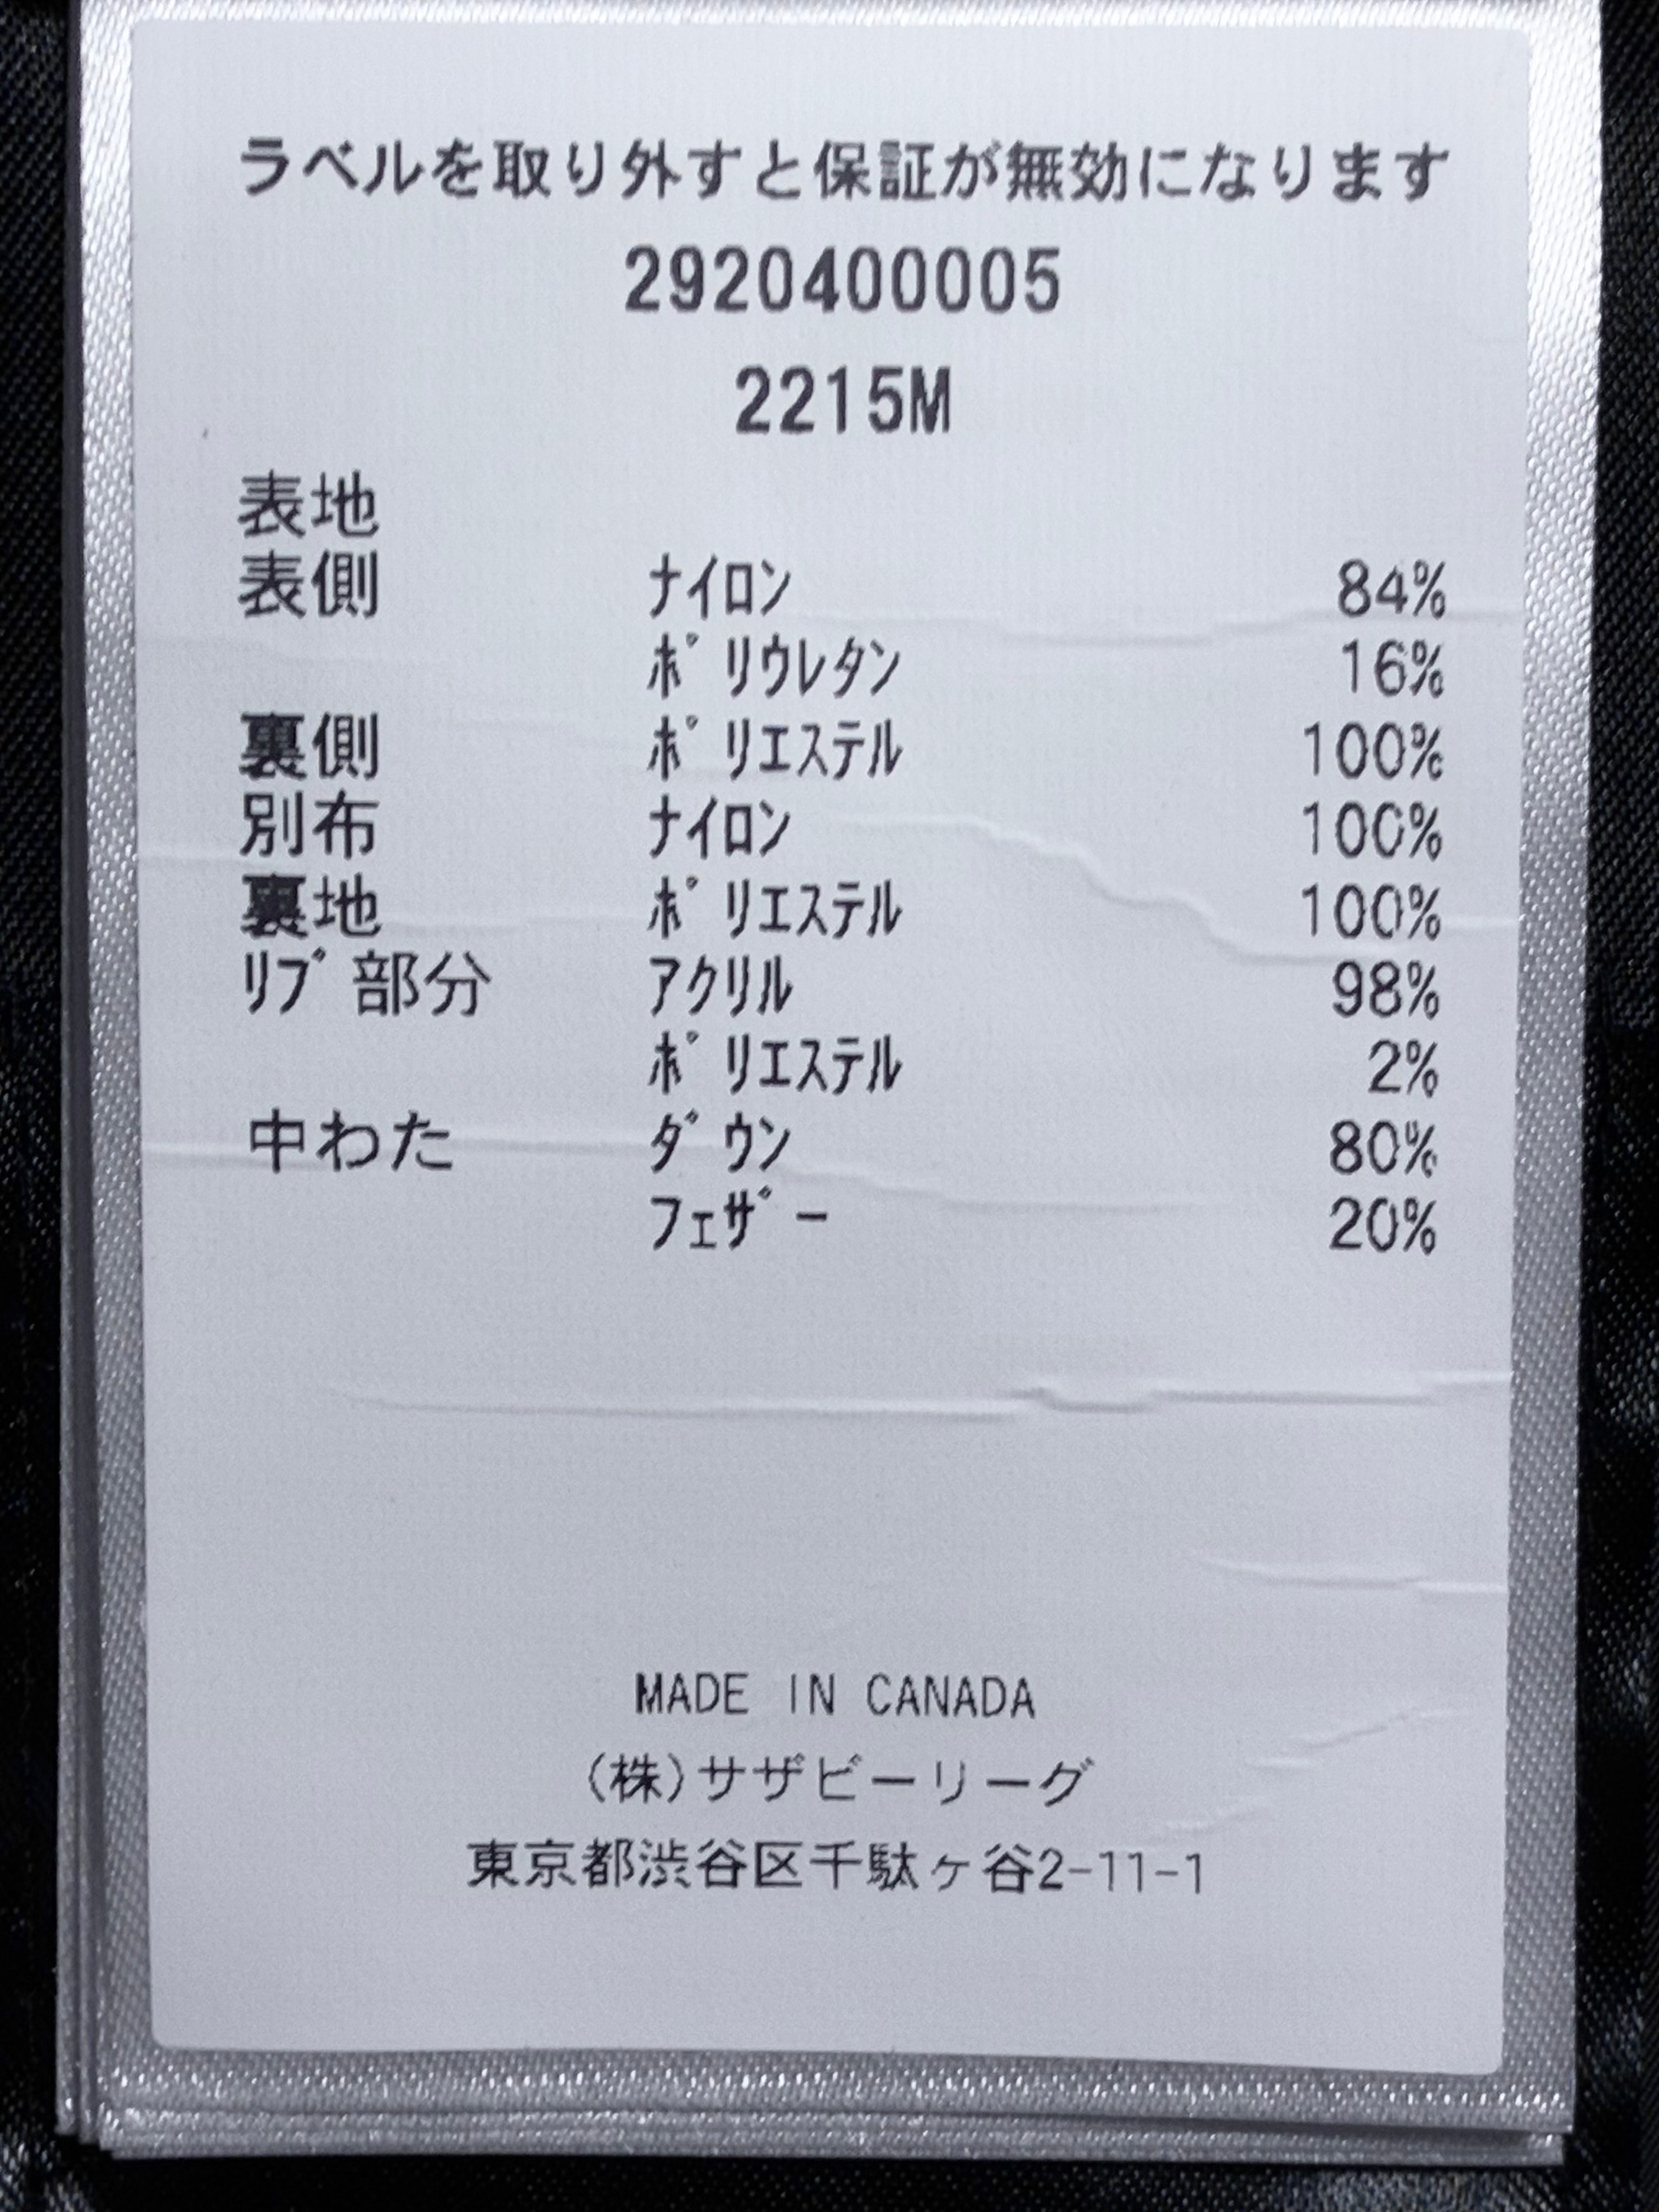 ラベルを取り外すと保証が無効になります
2920400005
2215M
表地
表側 ﾅｲﾛﾝ 84%
ﾎﾟﾘｳﾚﾀﾝ 16%
裏側 ﾎﾟﾘｴｽﾃﾙ 100%
別布 ﾅｲﾛﾝ 100%
裏地 ﾎﾟﾘｴｽﾃﾙ 100%
ﾘﾌﾞ部分 ｱｸﾘﾙ 98%
ﾎﾟﾘｴｽﾃﾙ 2%
中わた ﾀﾞｳﾝ 80%
ﾌｪｻﾞｰ 20%
MADE IN CANADA
(株)サザビーリーグ
東京都渋谷区千駄ヶ谷2-11-1